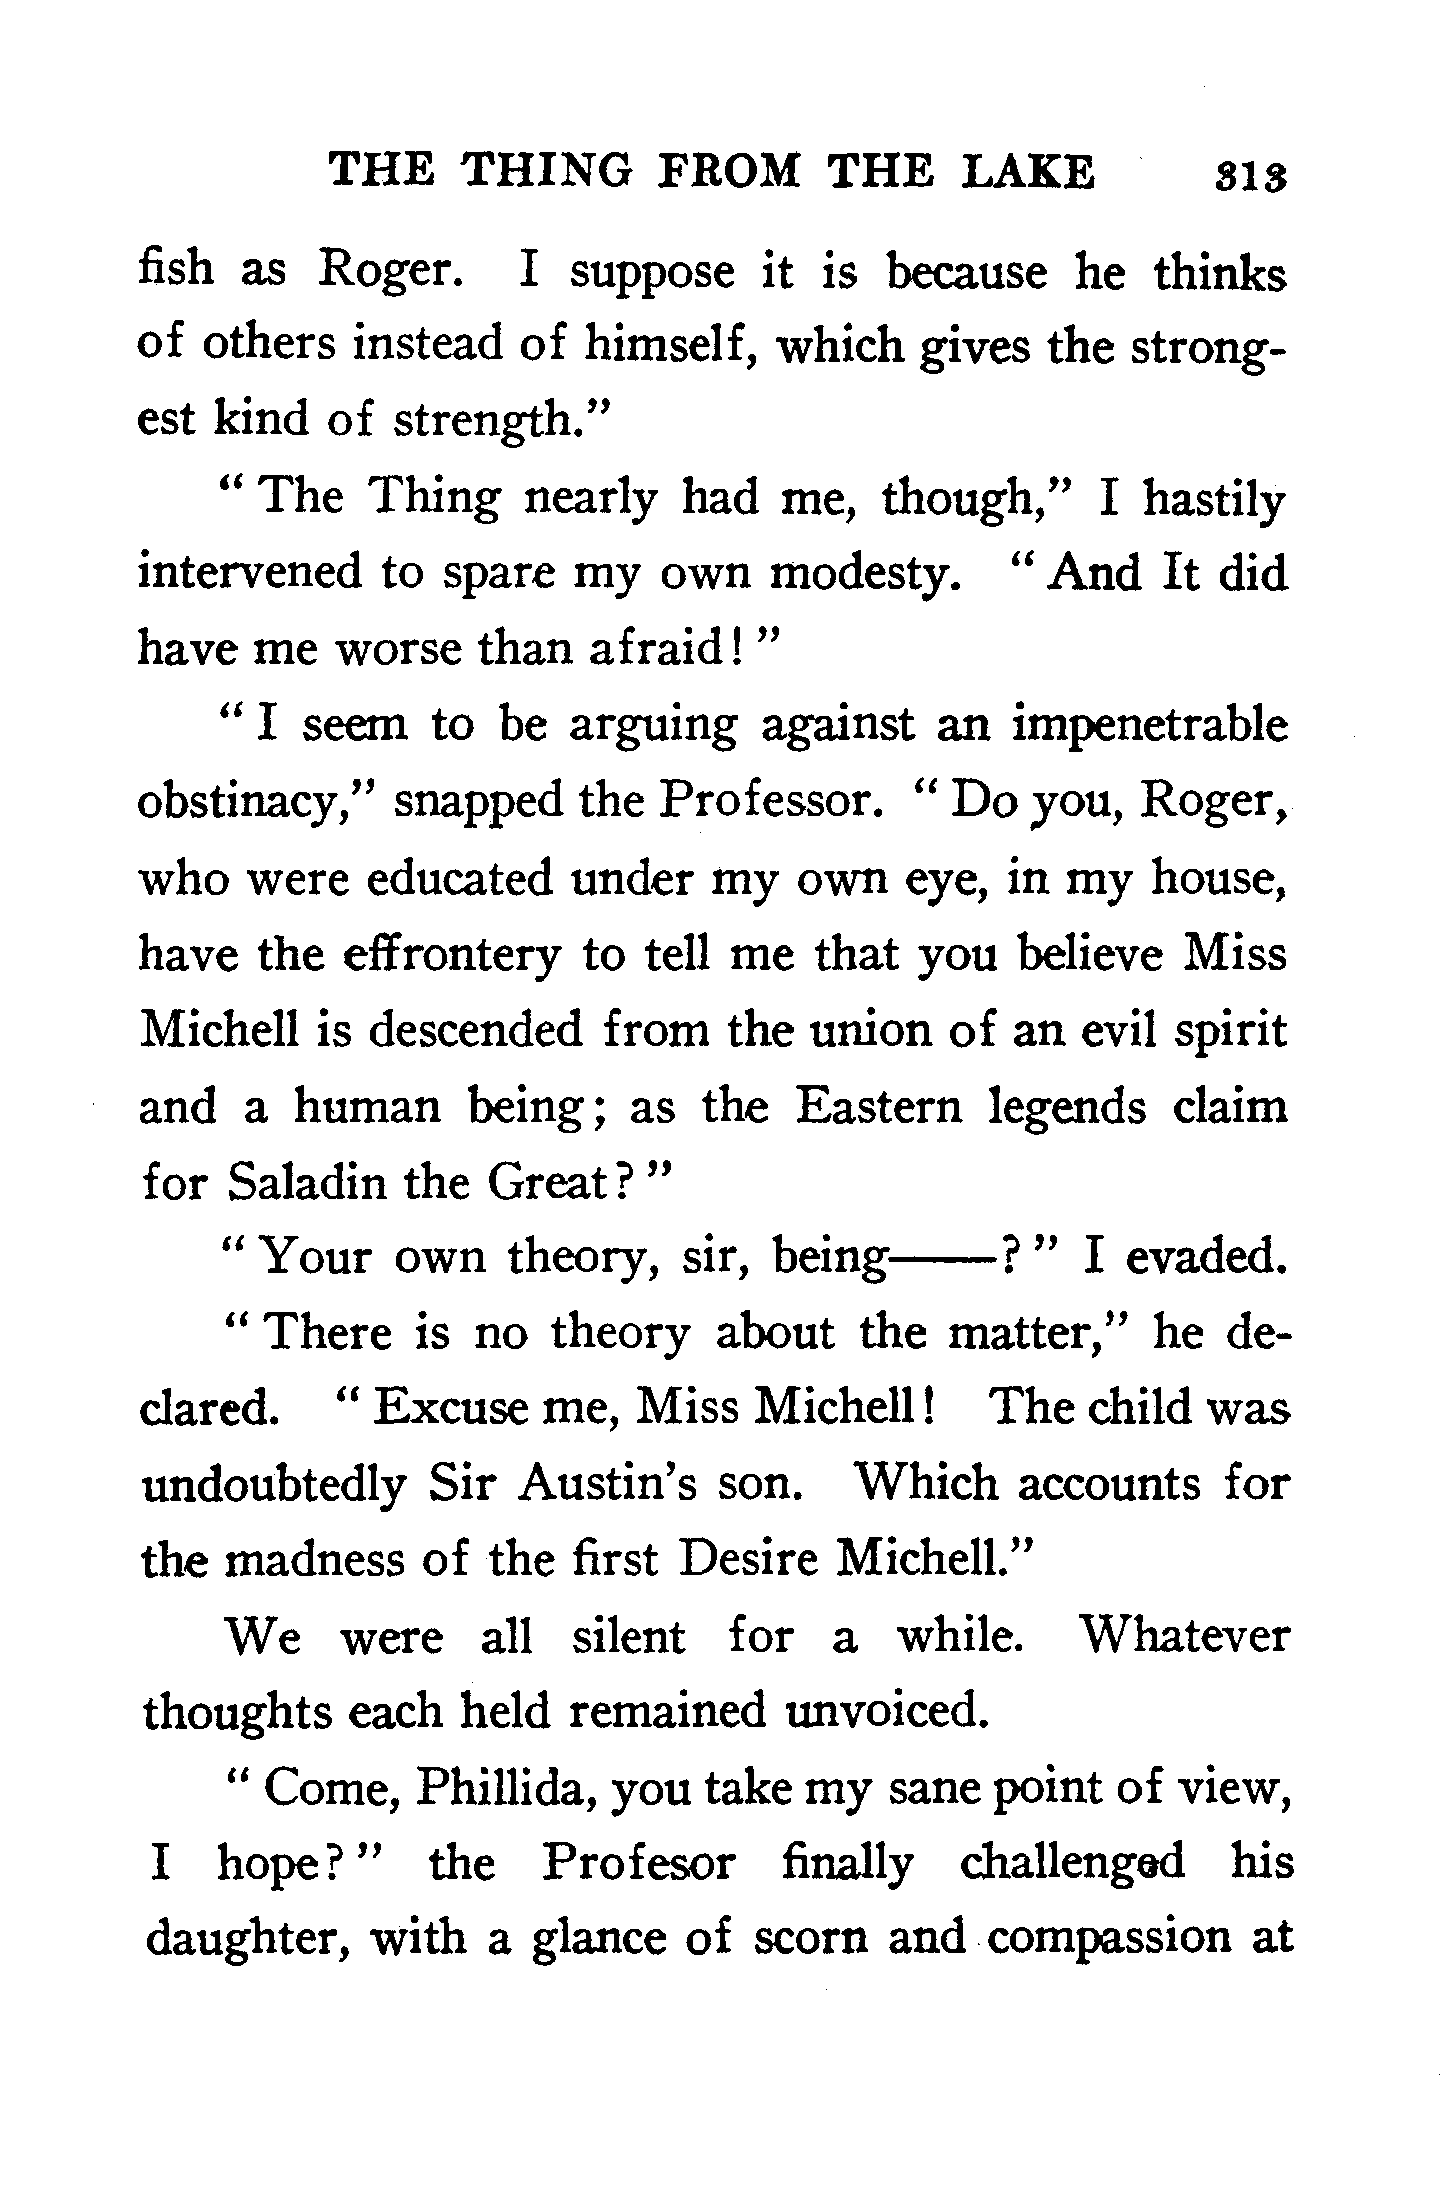 THE THING FROM THE LAKE 313
fish as Roger. I suppose it is because he thinks
of others instead of himself, which gives the strong-
est kind of strength."
" The Thing nearly had me, though," I hastily
intervened to spare my own modesty. " And It did
have me worse than afraid! "
" I seem to be arguing against an impenetrable
obstinacy," snapped the Professor. " Do you, Roger,
who were educated under my own eye, in my house,
have the effrontery to tell me that you believe Miss
Michell is descended from the union of an evil spirit
and a human being; as the Eastern legends claim
for Saladin the Great? "
" Your own theory, sir, being——? " I evaded.
" There is no theory about the matter," he de-
clared. " Excuse me, Miss Michell! The child was
undoubtedly Sir Austin's son. Which accounts for
the madness of the first Desire Michell."
We were all silent for a while. Whatever
thoughts each held remained unvoiced.
" Come, Phillida, you take my sane point of view,
I hope? " the Profesor finally challenged his
daughter, with a glance of scorn and compassion at